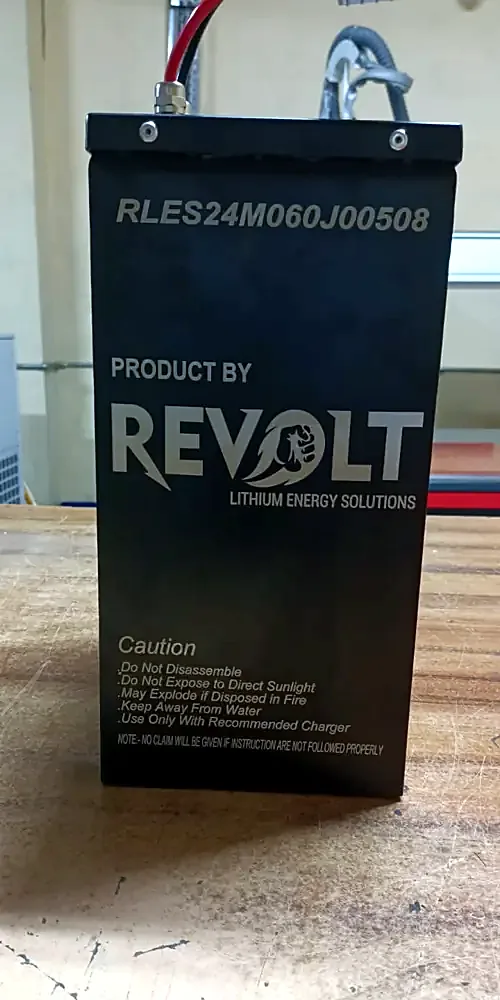 RLES24M060J00508
PRODUCT BY
REVOLT
LITHIUM ENERGY SOLUTIONS
Caution
.Do Not Disassemble
.Do Not Expose to Direct Sunlight
.May Explode if Disposed in Fire
.Keep Away From Water
.Use Only With Recommended Charger
NOTE:- NO CLAIM WILL BE GIVEN IF INSTRUCTION ARE NOT FOLLOWED PROPERLY